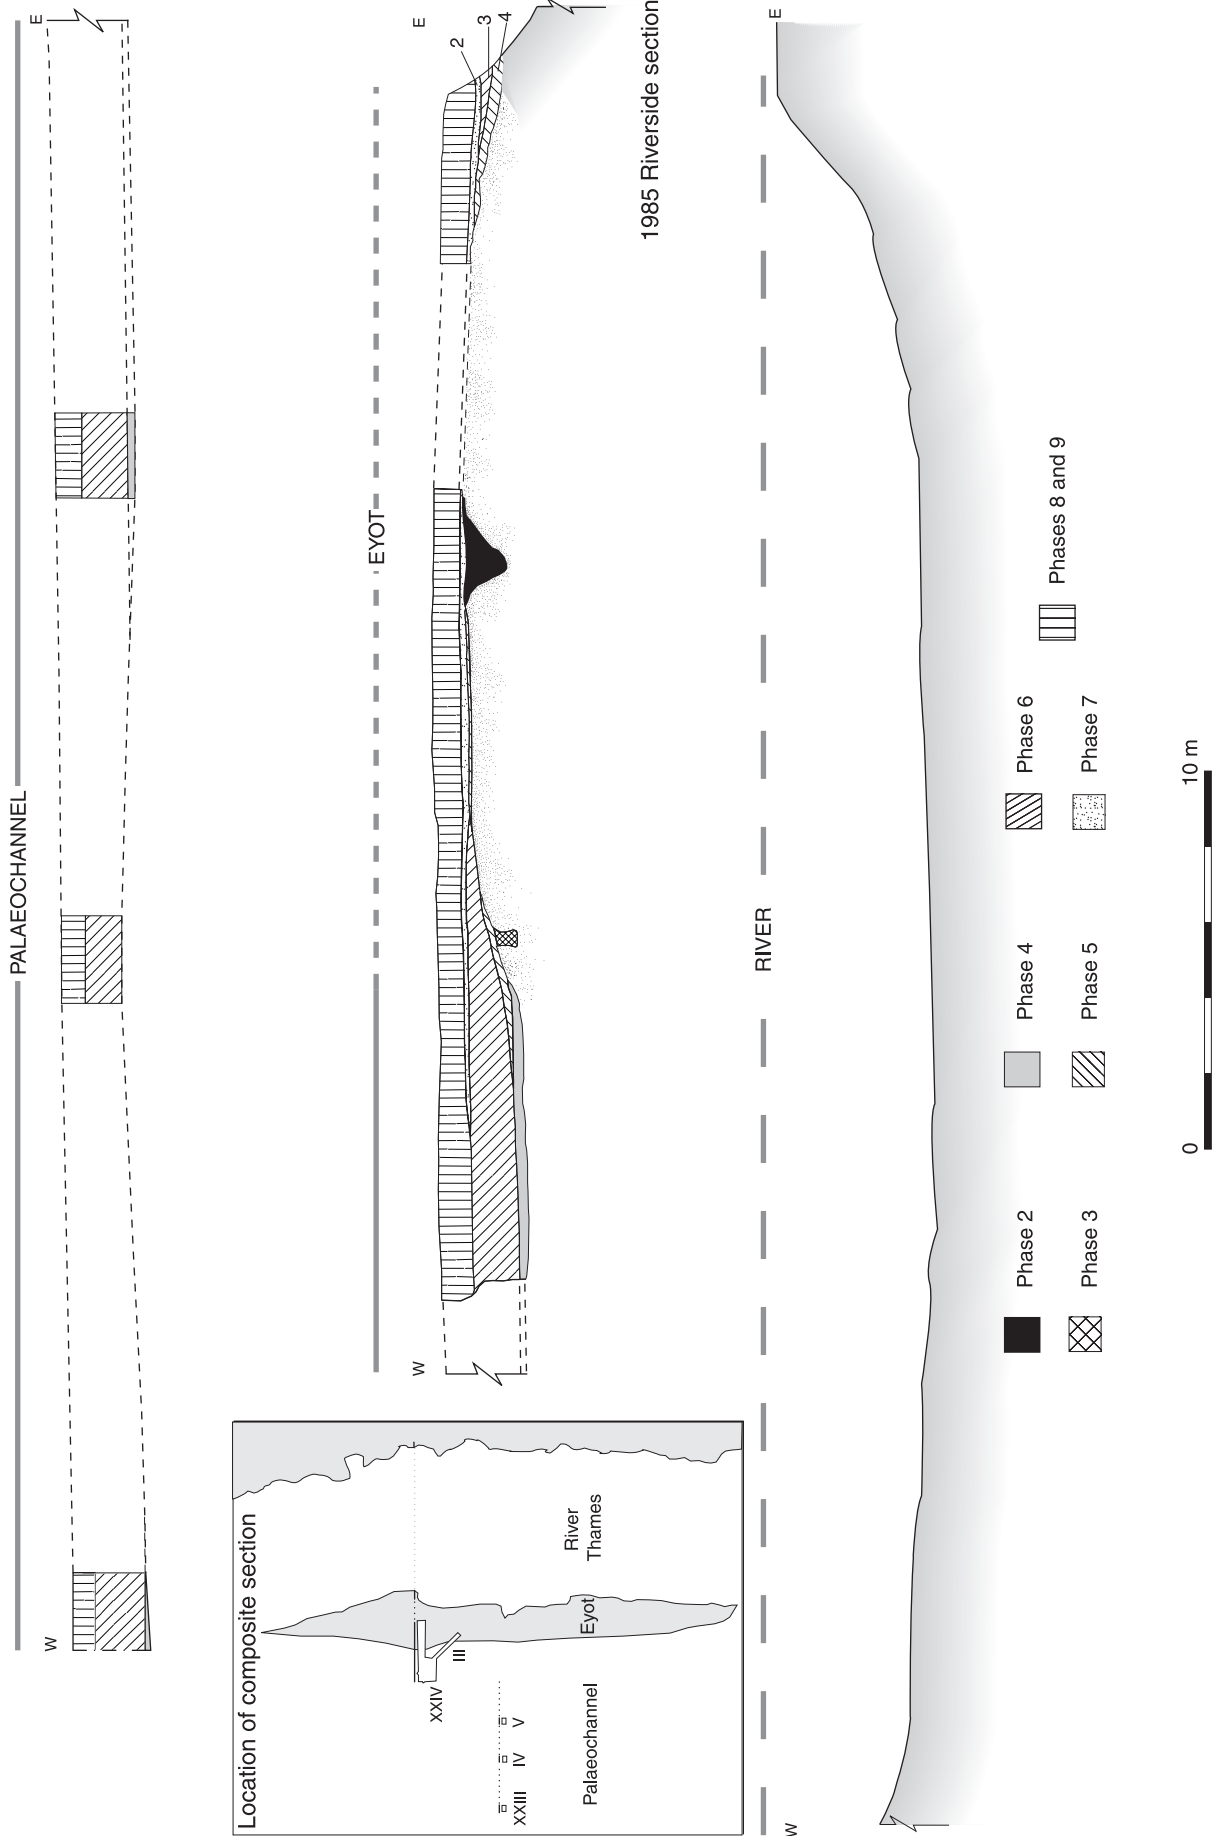 PALAEOCHANNEL
W
E
EYOT
W
E
2
3
4
1985 Riverside section
Location of composite section
XXIII
IV
V
XXIV
III
Palaeochannel
Eyot
River
Thames
RIVER
W
E
Phase 2
Phase 4
Phase 6
Phases 8 and 9
Phase 3
Phase 5
Phase 7
0
10 m